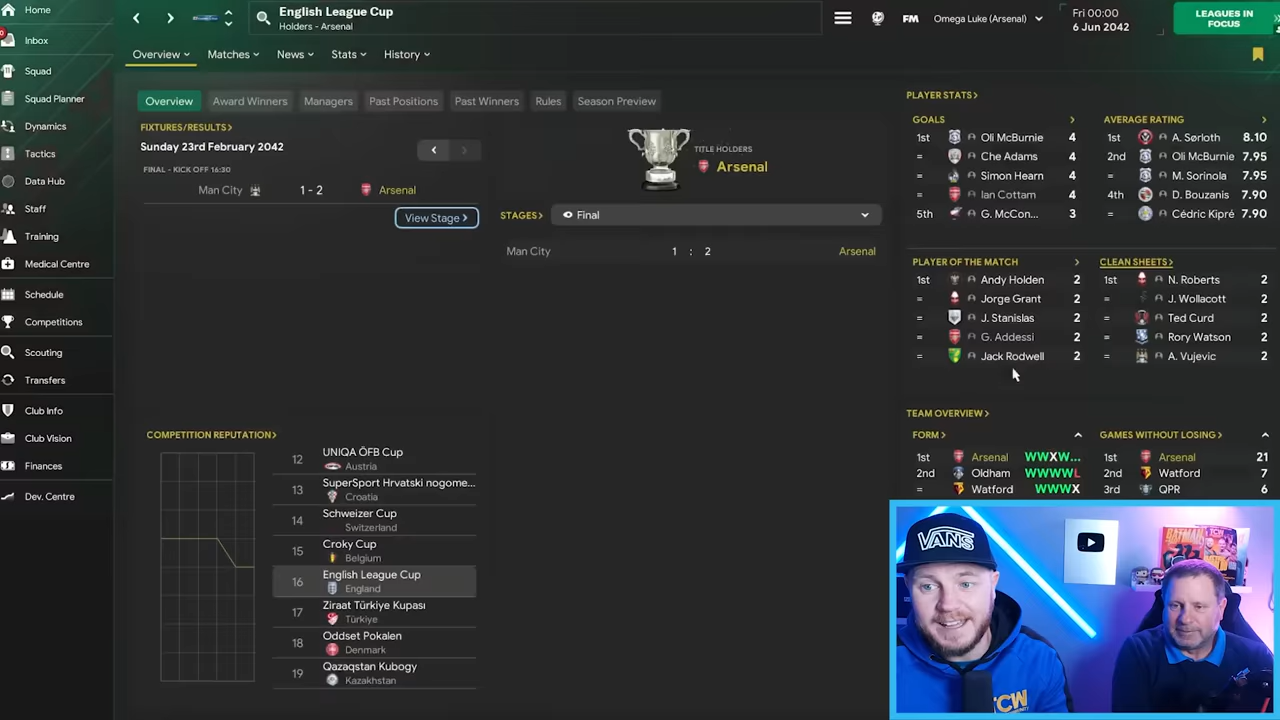 Home
Inbox
Squad
Squad Planner
Dynamics
Tactics
Data Hub
Staff
Training
Medical Centre
Schedule
Competitions
Scouting
Transfers
Club Info
Club Vision
Finances
Dev. Centre
English League Cup
Holders - Arsenal
FM
Omega Luke (Arsenal)
Fri 00:00
6 Jun 2042
LEAGUES IN FOCUS
Overview
Matches
News
Stats
History
Overview
Award Winners
Managers
Past Positions
Past Winners
Rules
Season Preview
FIXTURES/RESULTS>
Sunday 23rd February 2042
FINAL - KICK OFF 16:30
Man City 1 - 2 Arsenal
View Stage >
TITLE HOLDERS
Arsenal
STAGES> Final
Man City 1 : 2 Arsenal
COMPETITION REPUTATION>
12 UNIQA ÖFB Cup
Austria
13 SuperSport Hrvatski nogome...
Croatia
14 Schweizer Cup
Switzerland
15 Croky Cup
Belgium
16 English League Cup
England
17 Ziraat Türkiye Kupası
Türkiye
18 Oddset Pokalen
Denmark
19 Qazaqstan Kubogy
Kazakhstan
PLAYER STATS>
GOALS >
1st Oli McBurnie 4
= Che Adams 4
= Simon Hearn 4
= Ian Cottam 4
5th G. McCon... 3
AVERAGE RATING >
1st A. Sørloth 8.10
2nd Oli McBurnie 7.95
= M. Sorinola 7.95
4th D. Bouzanis 7.90
= Cédric Kipré 7.90
PLAYER OF THE MATCH >
1st Andy Holden 2
= Jorge Grant 2
= J. Stanislas 2
= G. Addessi 2
= Jack Rodwell 2
CLEAN SHEETS>
1st N. Roberts 2
= J. Wollacott 2
= Ted Curd 2
= Rory Watson 2
= A. Vujevic 2
TEAM OVERVIEW>
FORM>
1st Arsenal WWXW...
2nd Oldham WWWWL
= Watford WWWX
GAMES WITHOUT LOSING>
1st Arsenal 21
2nd Watford 7
3rd QPR 6
VANS
BATMAN
TCW